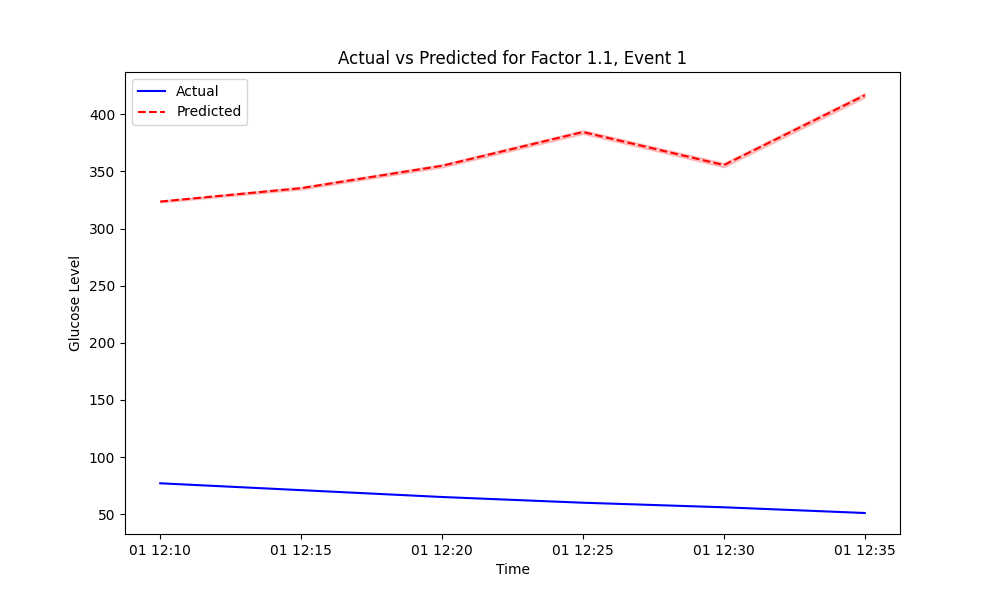 Actual vs Predicted for Factor 1.1, Event 1
Actual
Predicted
400
350
300
250
200
150
100
50
Glucose Level
01 12:10 01 12:15 01 12:20 01 12:25 01 12:30 01 12:35
Time